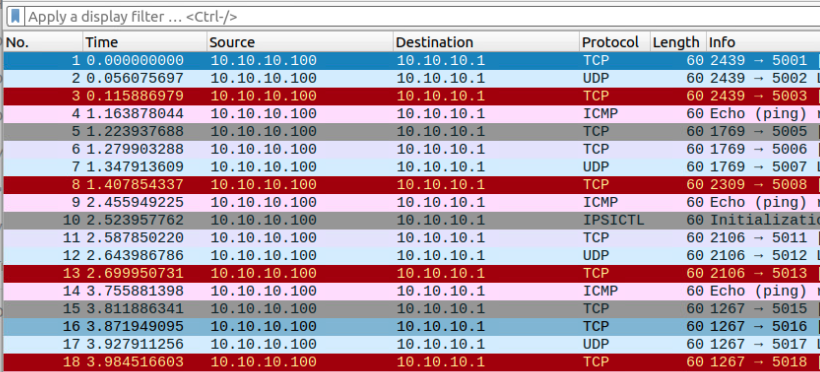 Apply a display filter ... <Ctrl-/>
No. Time Source Destination Protocol Length Info
1 0.000000000 10.10.10.100 10.10.10.1 TCP 60 2439 → 5001 [
2 0.056075697 10.10.10.100 10.10.10.1 UDP 60 2439 → 5002 L
3 0.115886979 10.10.10.100 10.10.10.1 TCP 60 2439 → 5003 [
4 1.163878044 10.10.10.100 10.10.10.1 ICMP 60 Echo (ping) r
5 1.223937688 10.10.10.100 10.10.10.1 TCP 60 1769 → 5005 [
6 1.279903288 10.10.10.100 10.10.10.1 TCP 60 1769 → 5006 [
7 1.347913609 10.10.10.100 10.10.10.1 UDP 60 1769 → 5007 L
8 1.407854337 10.10.10.100 10.10.10.1 TCP 60 2309 → 5008 [
9 2.455949225 10.10.10.100 10.10.10.1 ICMP 60 Echo (ping) r
10 2.523957762 10.10.10.100 10.10.10.1 IPSICTL 60 Initializatio
11 2.587850220 10.10.10.100 10.10.10.1 TCP 60 2106 → 5011 [
12 2.643986786 10.10.10.100 10.10.10.1 UDP 60 2106 → 5012 L
13 2.699950731 10.10.10.100 10.10.10.1 TCP 60 2106 → 5013 [
14 3.755881398 10.10.10.100 10.10.10.1 ICMP 60 Echo (ping) r
15 3.811886341 10.10.10.100 10.10.10.1 TCP 60 1267 → 5015 [
16 3.871949095 10.10.10.100 10.10.10.1 TCP 60 1267 → 5016 [
17 3.927911256 10.10.10.100 10.10.10.1 UDP 60 1267 → 5017 L
18 3.984516603 10.10.10.100 10.10.10.1 TCP 60 1267 → 5018 [